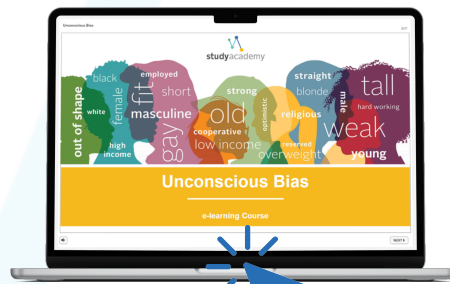 Unconscious Bias
studyacademy
out of shape
black
white
female
high
income
employed
fit
short
masculine
gay
strong
old
cooperative
low income
optimistic
straight
blonde
religious
reserved
overweight
male
tall
hard working
weak
young
Unconscious Bias
e-learning Course
NEXT